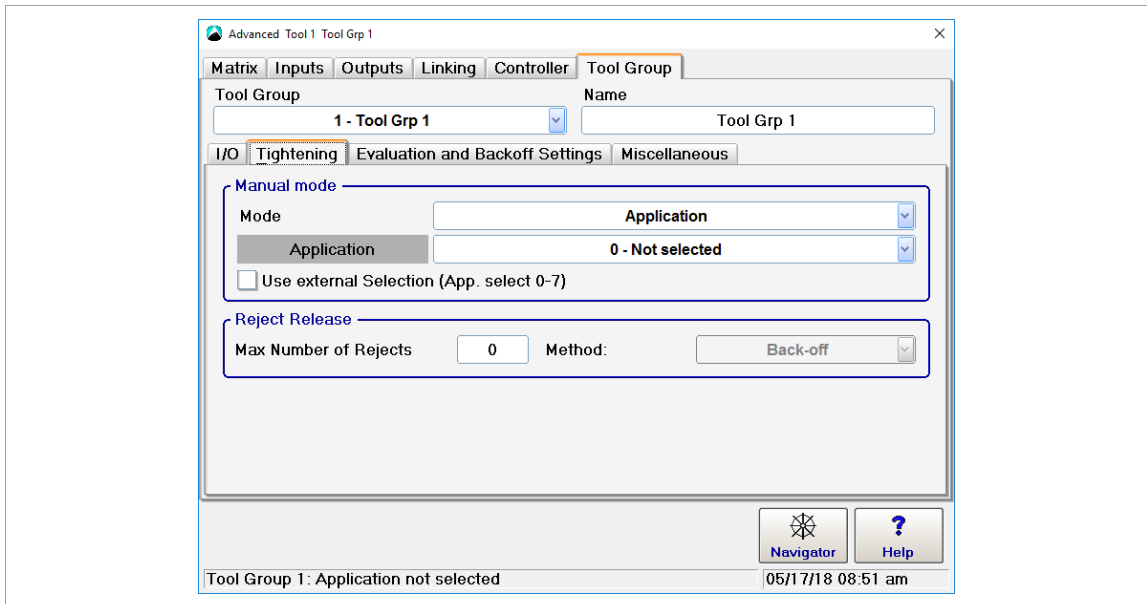 Advanced Tool 1 Tool Grp 1
Matrix Inputs Outputs Linking Controller Tool Group
Tool Group Name
1 - Tool Grp 1 Tool Grp 1
I/O Tightening Evaluation and Backoff Settings Miscellaneous
Manual mode
Mode Application
Application 0 - Not selected
Use external Selection (App. select 0-7)
Reject Release
Max Number of Rejects 0 Method: Back-off
? 
Navigator Help
Tool Group 1: Application not selected 05/17/18 08:51 am